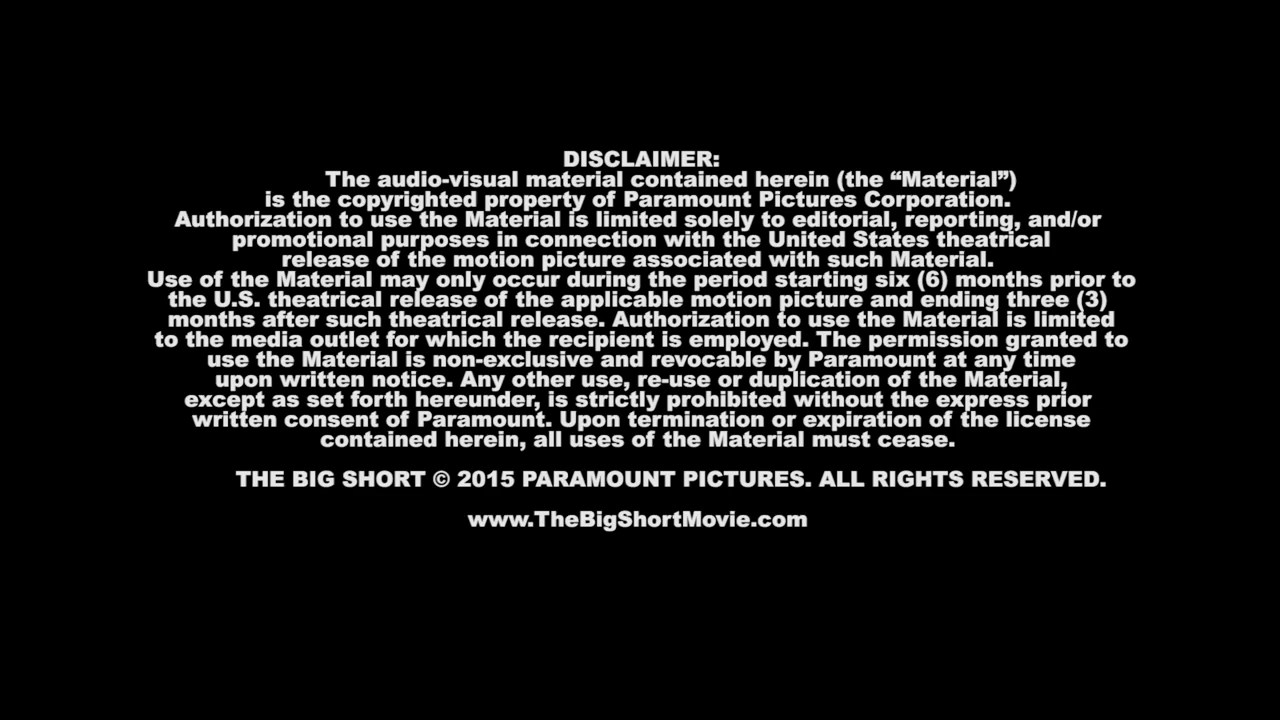 DISCLAIMER:
The audio-visual material contained herein (the “Material”)
is the copyrighted property of Paramount Pictures Corporation.
Authorization to use the Material is limited solely to editorial, reporting, and/or
promotional purposes in connection with the United States theatrical
release of the motion picture associated with such Material.
Use of the Material may only occur during the period starting six (6) months prior to
the U.S. theatrical release of the applicable motion picture and ending three (3)
months after such theatrical release. Authorization to use the Material is limited
to the media outlet for which the recipient is employed. The permission granted to
use the Material is non-exclusive and revocable by Paramount at any time
upon written notice. Any other use, re-use or duplication of the Material,
except as set forth hereunder, is strictly prohibited without the express prior
written consent of Paramount. Upon termination or expiration of the license
contained herein, all uses of the Material must cease.
THE BIG SHORT © 2015 PARAMOUNT PICTURES. ALL RIGHTS RESERVED.
www.TheBigShortMovie.com